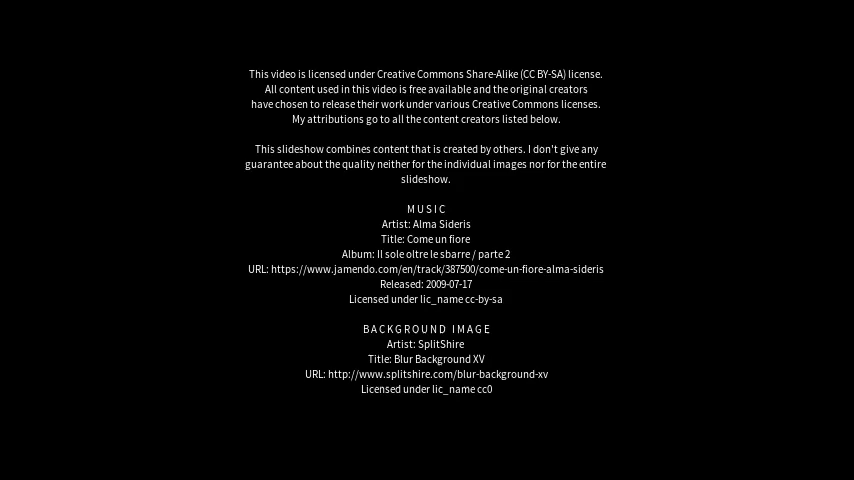 This video is licensed under Creative Commons Share-Alike (CC BY-SA) license.
All content used in this video is free available and the original creators
have chosen to release their work under various Creative Commons licenses.
My attributions go to all the content creators listed below.
This slideshow combines content that is created by others. I don't give any
guarantee about the quality neither for the individual images nor for the entire
slideshow.
MUSIC
Artist: Alma Sideris
Title: Come un fiore
Album: Il sole oltre le sbarre / parte 2
URL: https://www.jamendo.com/en/track/387500/come-un-fiore-alma-sideris
Released: 2009-07-17
Licensed under lic_name cc-by-sa
BACKGROUND IMAGE
Artist: SplitShire
Title: Blur Background XV
URL: http://www.splitshire.com/blur-background-xv
Licensed under lic_name cc0